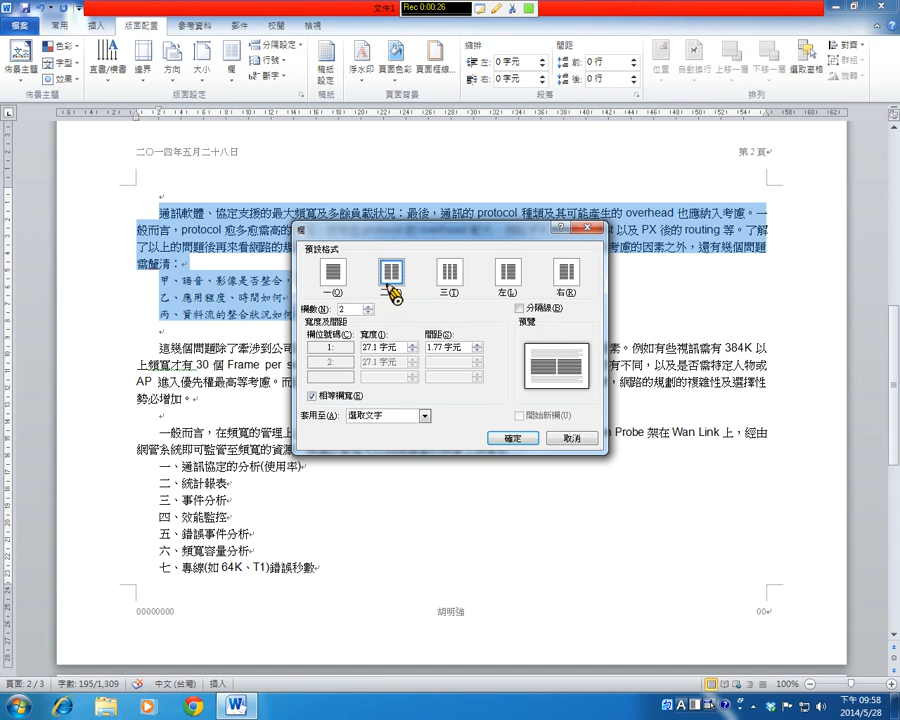 文件1
Rec 0:00:26
檔案 常用 插入 版面配置 參考資料 郵件 校閱 檢視
佈景主題 色彩 字型 效果 直書/橫書 邊界 方向 大小 欄 分隔設定 行號 斷字 稿紙設定 浮水印 頁面色彩 頁面框線 縮排 左: 0 字元 右: 0 字元 間距 前: 0 行 後: 0 行 位置 自動換行 上移一層 下移一層 選取窗格 對齊 群組 旋轉
佈景主題 版面設定 稿紙 頁面背景 段落 排列
二○一四年五月二十八日 第 2 頁
通訊軟體、協定支援的最大頻寬及多餘負載狀況;最後,通訊的 protocol 種類及其可能產生的 overhead 也應納入考慮。一
般而言,protocol 愈多愈需高的 以及 PX 後的 routing 等。了解
了以上的問題後再來看網路的規 考慮的因素之外,還有幾個問題
需釐清:
甲、語音、影像是否整合,
乙、應用程度、時間如何
丙、資料流的整合狀況如何
這幾個問題除了牽涉到公司 素。例如有些視訊需有 384K 以
上頻寬才有 30 個 Frame per s 有不同,以及是否需特定人物或
AP 進入優先權最高等考慮。而 ,網路的規劃的複雜性及選擇性
勢必增加。
一般而言,在頻寬的管理上 Probe 架在 Wan Link 上,經由
網管系統即可監管至頻寬的資源
一、通訊協定的分析(使用率)
二、統計報表
三、事件分析
四、效能監控
五、錯誤事件分析
六、頻寬容量分析
七、專線(如 64K、T1)錯誤秒數
00000000 胡明強 00
欄
預設格式
一(O) 三(T) 左(L) 右(R)
欄數(N): 2 分隔線(B)
寬度及間距 預覽
欄位號碼(C): 寬度(I): 間距(S):
1: 27.1 字元 1.77 字元
2: 27.1 字元
相等欄寬(E)
套用至(A): 選取文字 開始新欄(U)
確定 取消
頁面: 2 / 3 字數: 195/1,309 中文 (台灣) 插入 100%
下午 09:58
2014/5/28